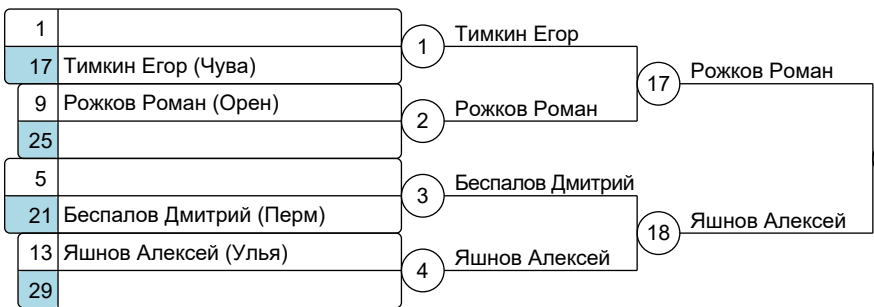 1
17 Тимкин Егор (Чува)
9 Рожков Роман (Орен)
25
5
21 Беспалов Дмитрий (Перм)
13 Яшнов Алексей (Улья)
29
1 Тимкин Егор
2 Рожков Роман
3 Беспалов Дмитрий
4 Яшнов Алексей
17 Рожков Роман
18 Яшнов Алексей